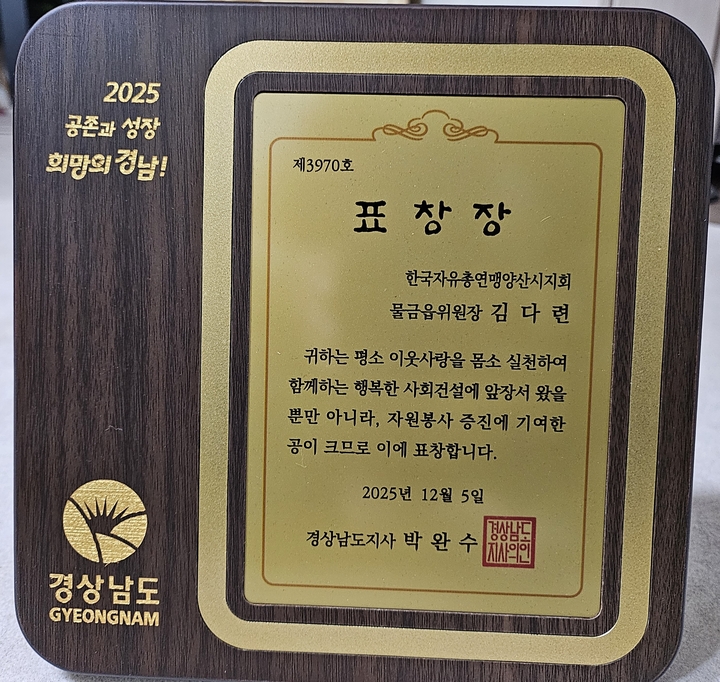 2025
공존과 성장
희망의 경남!
제3970호
표 창 장
한국자유총연맹양산시지회
물금읍위원장 김 다 련
귀하는 평소 이웃사랑을 몸소 실천하여
함께하는 행복한 사회건설에 앞장서 왔을
뿐만 아니라, 자원봉사 증진에 기여한
공이 크므로 이에 표창합니다.
2025년 12월 5일
경상남도지사 박 완 수
경상남도
지사의인
경상남도
GYEONGNAM